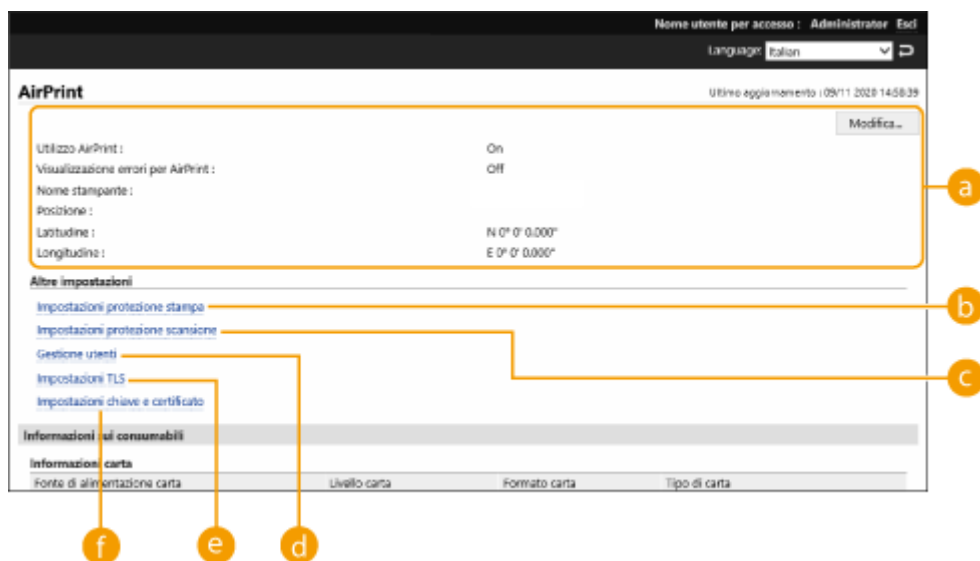 Nome utente per accesso : Administrator Esci
Language: Italian
AirPrint
Ultimo aggiornamento : 09/11 2020 14:58:39
Modifica...
Utilizzo AirPrint : On
Visualizzazione errori per AirPrint : Off
Nome stampante :
Posizione :
Latitudine : N 0° 0' 0.000"
Longitudine : E 0° 0' 0.000"
a
Altre impostazioni
Impostazioni protezione stampa
b
Impostazioni protezione scansione
Gestione utenti
Impostazioni TLS
c
Impostazioni chiave e certificato
Informazioni sui consumabili
Informazioni carta
Fonte di alimentazione carta Livello carta Formato carta Tipo di carta
f e d